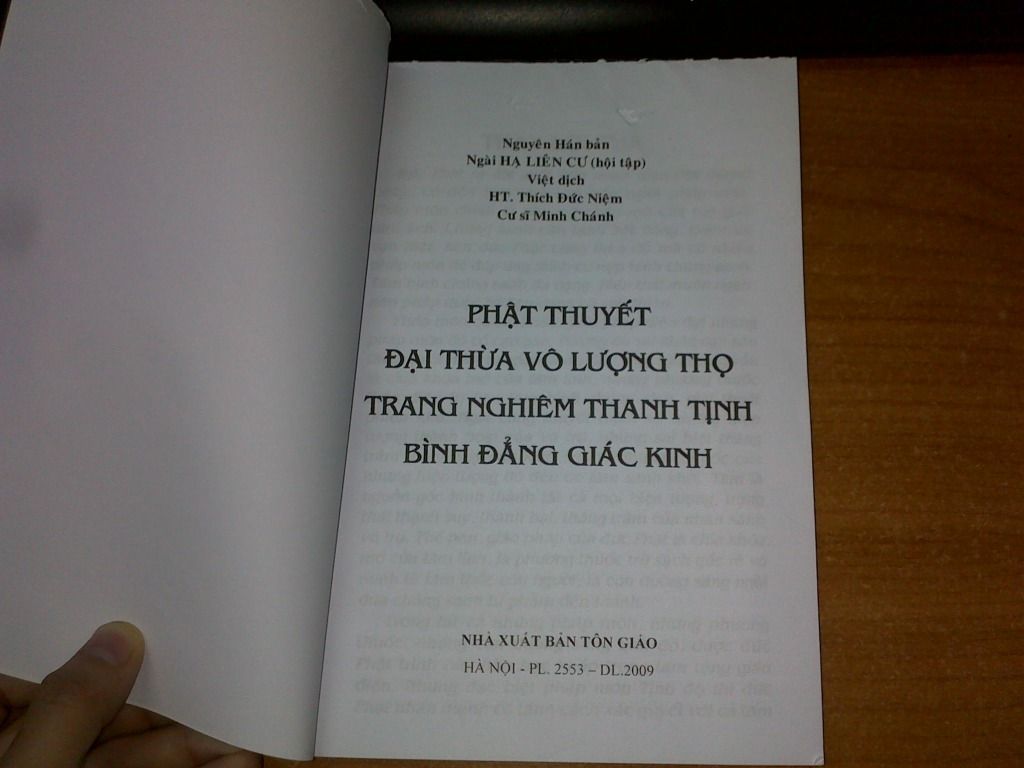 Nguyên Hán bản
Ngài HẠ LIÊN CƯ (hội tập)
Việt dịch
HT. Thích Đức Niệm
Cư sĩ Minh Chánh
PHẬT THUYẾT
ĐẠI THỪA VÔ LƯỢNG THỌ
TRANG NGHIÊM THANH TỊNH
BÌNH ĐẲNG GIÁC KINH
NHÀ XUẤT BẢN TÔN GIÁO
HÀ NỘI - PL. 2553 – DL.2009